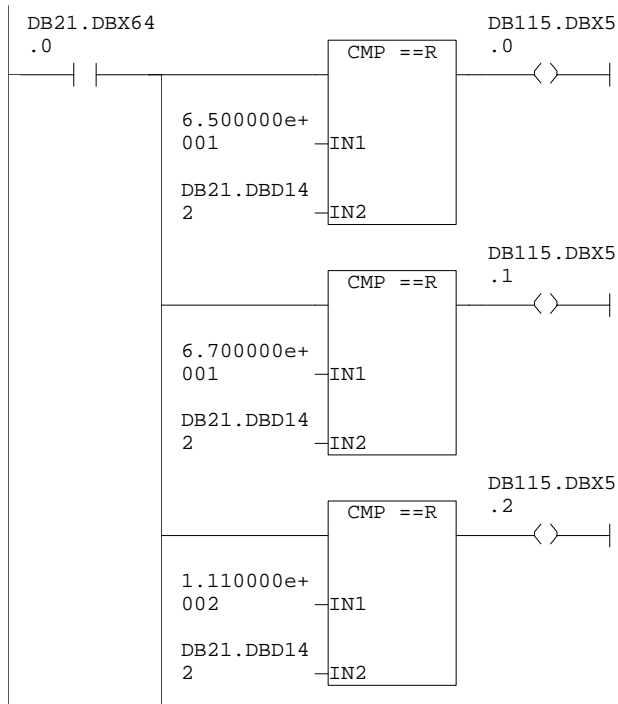 DB21.DBX64
.0
CMP ==R
DB115.DBX5
.0
6.500000e+
001
IN1
DB21.DBD14
2
IN2
DB115.DBX5
.1
CMP ==R
6.700000e+
001
IN1
DB21.DBD14
2
IN2
DB115.DBX5
.2
CMP ==R
1.110000e+
002
IN1
DB21.DBD14
2
IN2